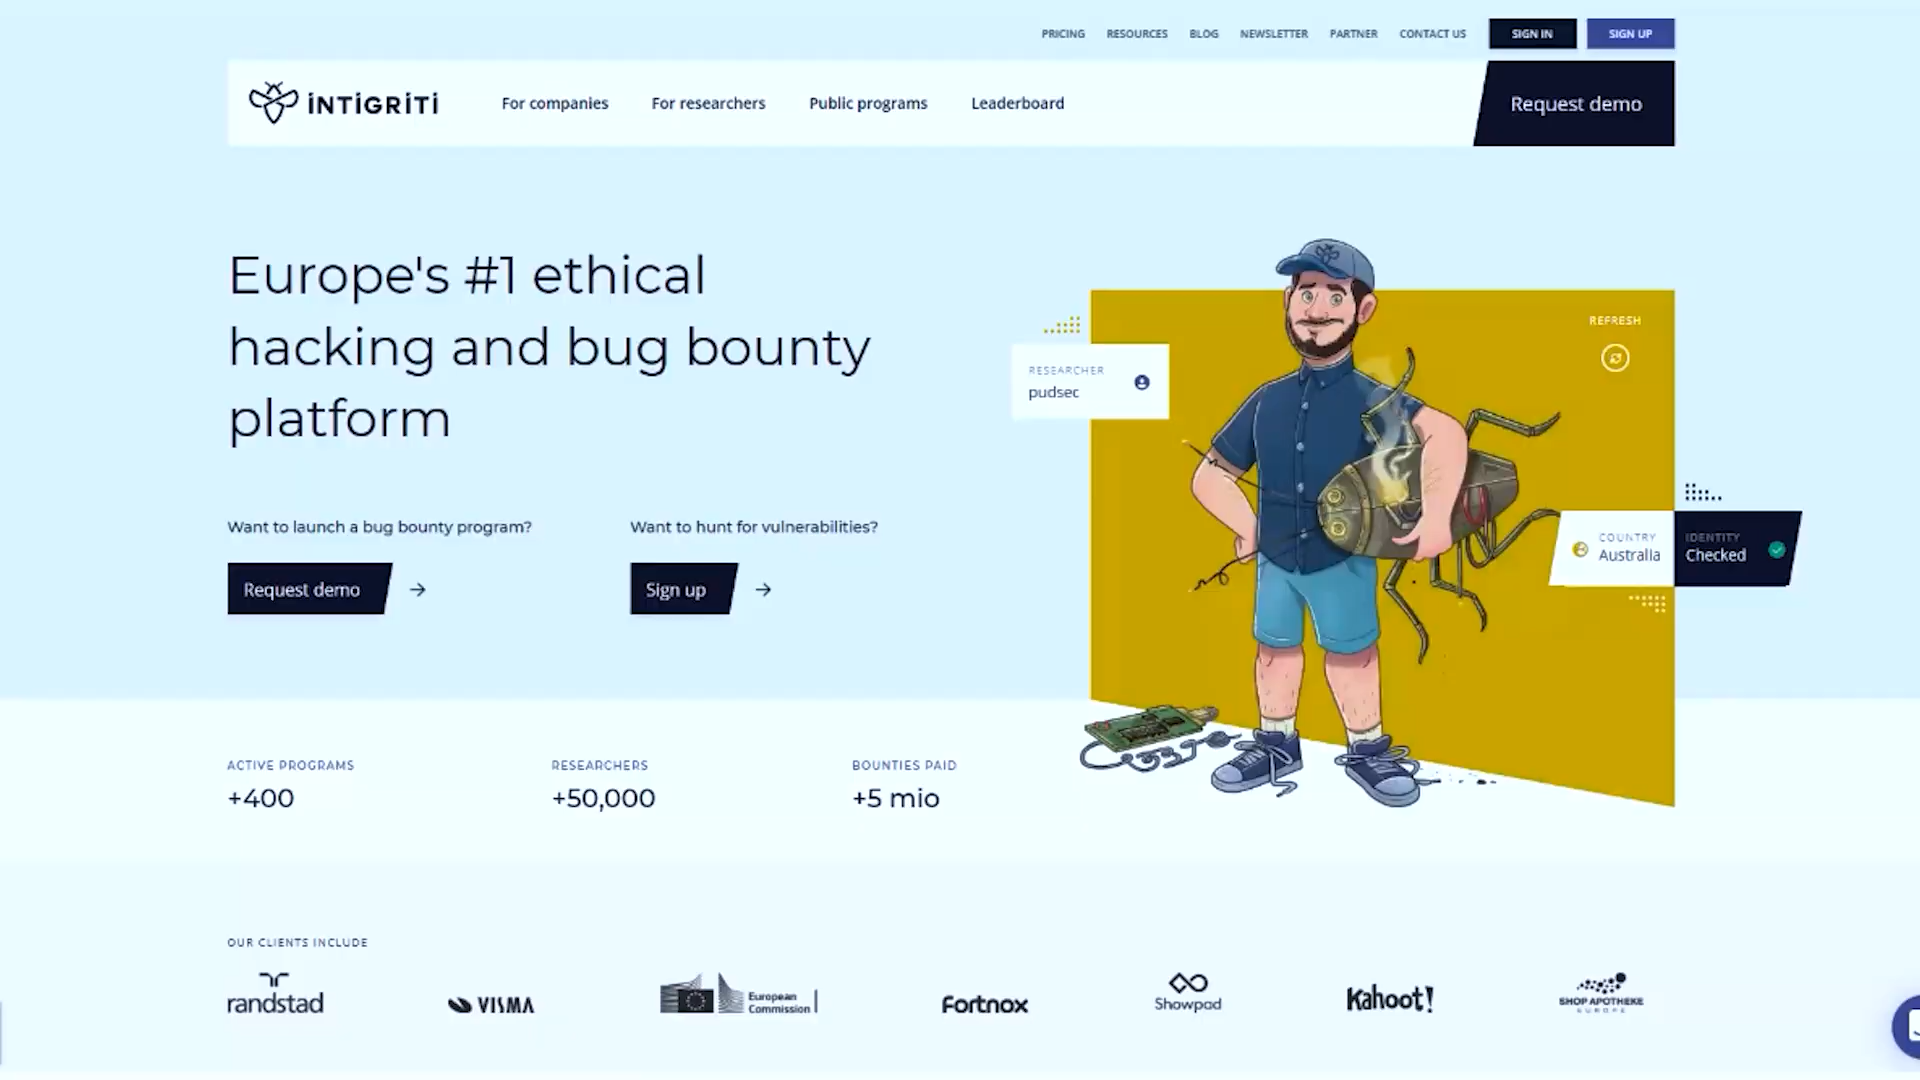 PRICING RESOURCES BLOG NEWSLETTER PARTNER CONTACT US SIGN IN SIGN UP
INTIGRITI For companies For researchers Public programs Leaderboard Request demo
Europe's #1 ethical
hacking and bug bounty
platform
Want to launch a bug bounty program?
Request demo
Want to hunt for vulnerabilities?
Sign up
REFRESH
RESEARCHER
pudsec
COUNTRY
Australia
IDENTITY
Checked
ACTIVE PROGRAMS
+400
RESEARCHERS
+50,000
BOUNTIES PAID
+5 mio
OUR CLIENTS INCLUDE
randstad
VISMA
European
Commission
Fortnox
Showpad
Kahoot!
SHOP APOTHEKE
EUROPE